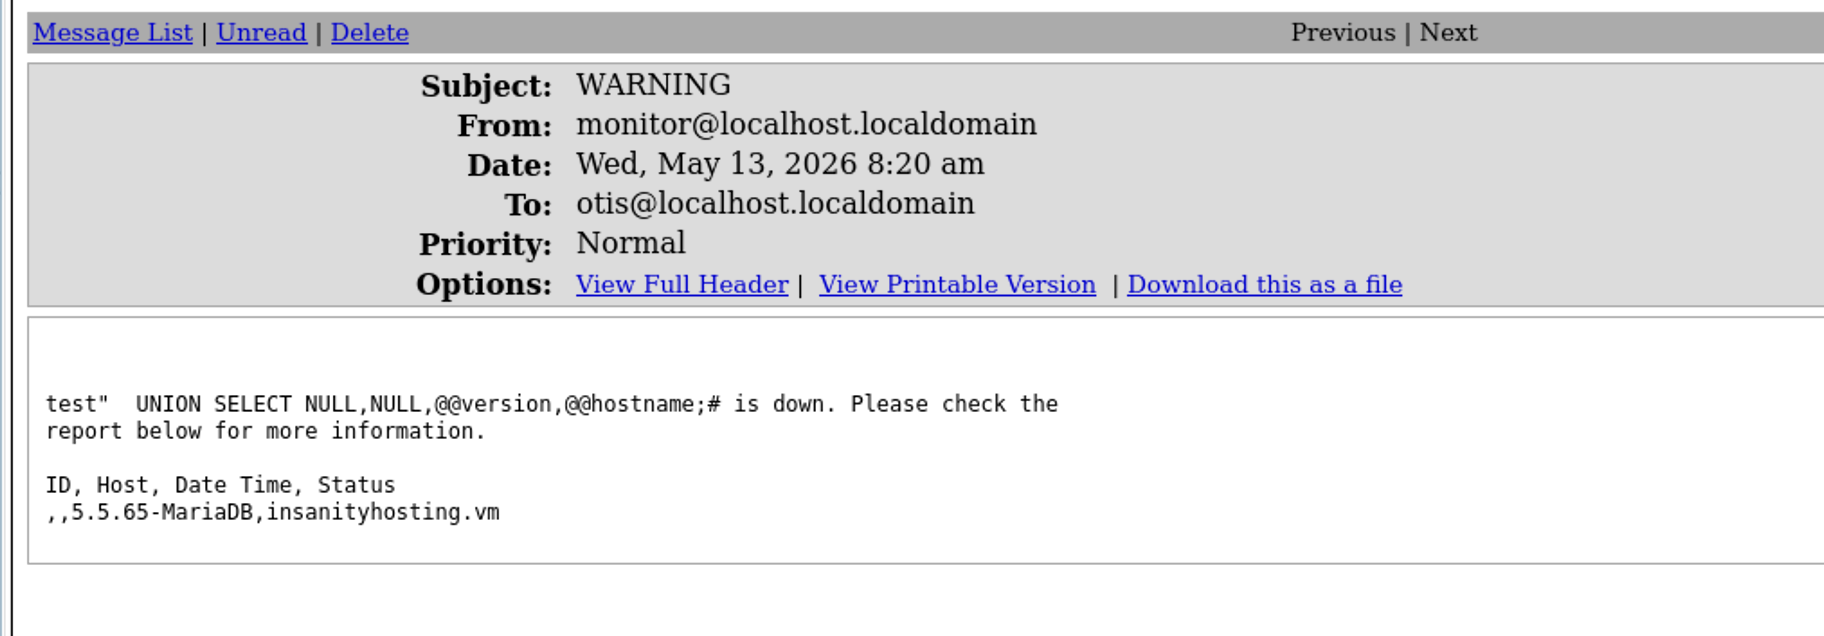 Message List | Unread | Delete Previous | Next
Subject: WARNING
From: monitor@localhost.localdomain
Date: Wed, May 13, 2026 8:20 am
To: otis@localhost.localdomain
Priority: Normal
Options: View Full Header | View Printable Version | Download this as a file
test"  UNION SELECT NULL,NULL,@@version,@@hostname;# is down. Please check the
report below for more information.
ID, Host, Date Time, Status
,,5.5.65-MariaDB,insanityhosting.vm